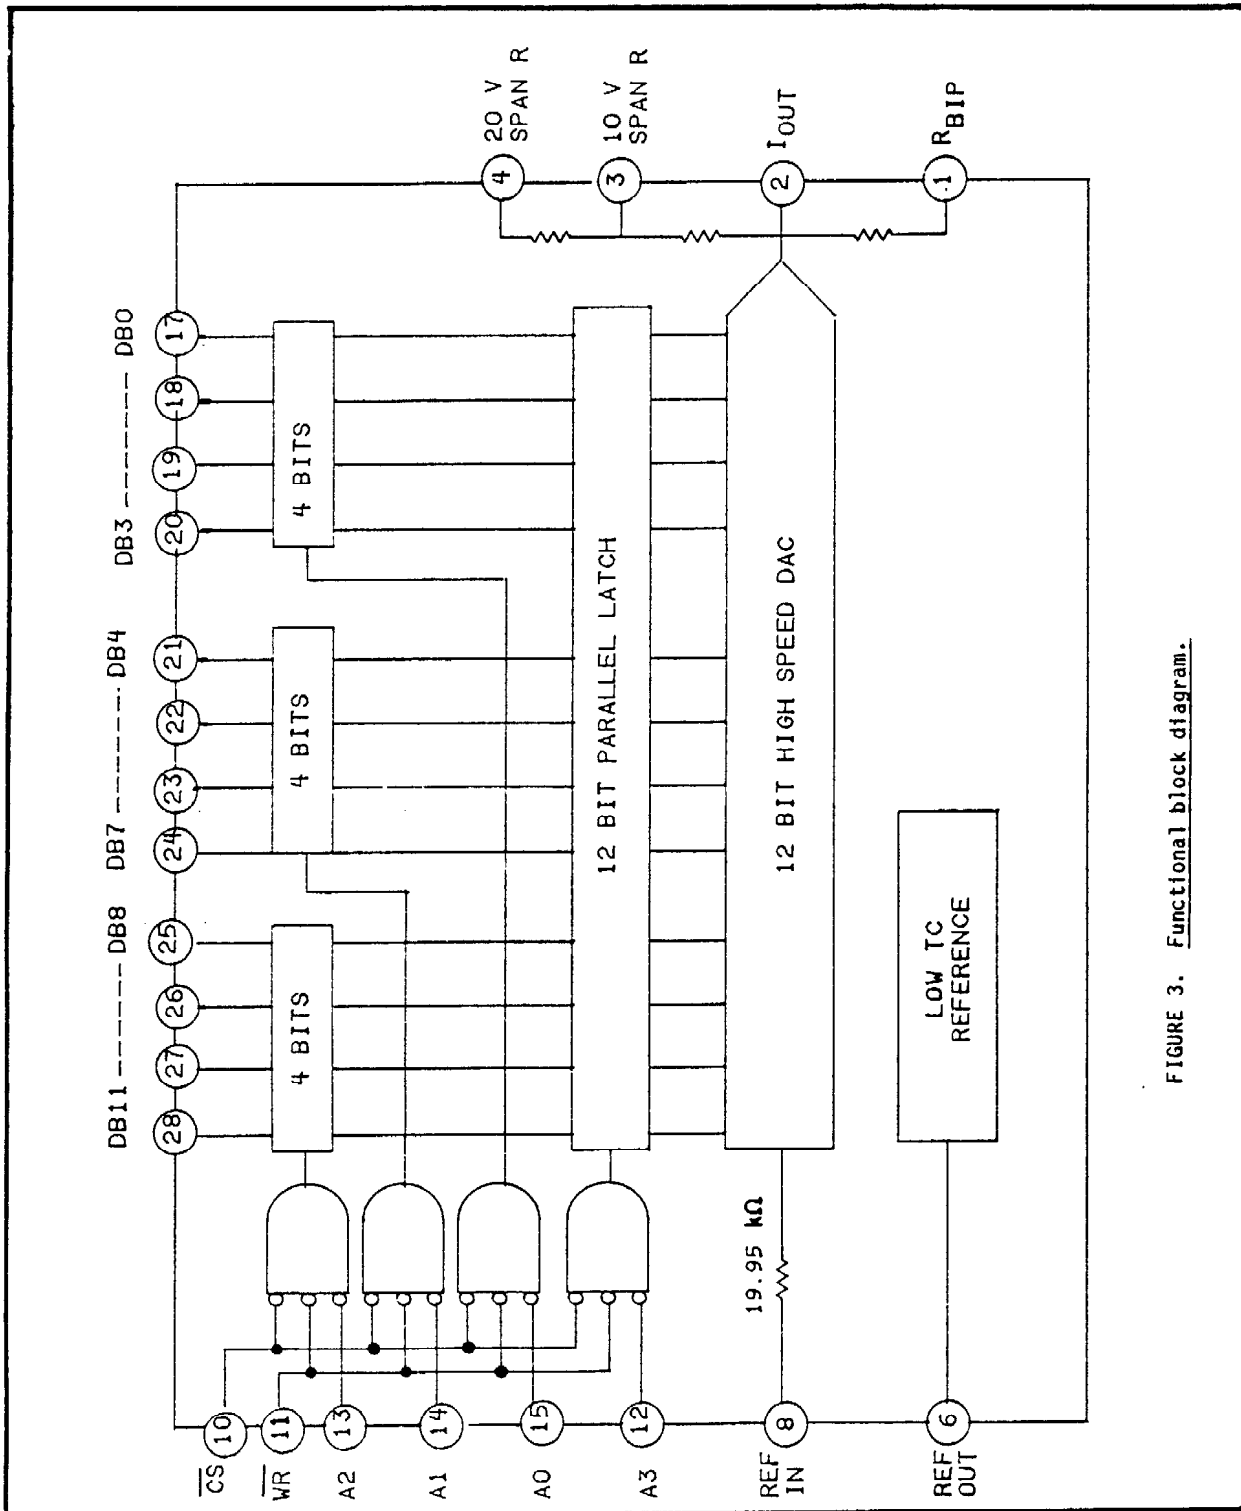 DB11 ------ DB8
DB7 ------- DB4
DB3 ------- DB0
28
27
26
25
24
23
22
21
20
19
18
17
CS
10
WR
11
A2
13
A1
14
A0
15
A3
12
REF
IN
8
REF
OUT
6
4 BITS
4 BITS
4 BITS
12 BIT PARALLEL LATCH
19.95 kΩ
12 BIT HIGH SPEED DAC
LOW TC
REFERENCE
4
20 V
SPAN R
3
10 V
SPAN R
2
IOUT
1
RBIP
FIGURE 3. Functional block diagram.